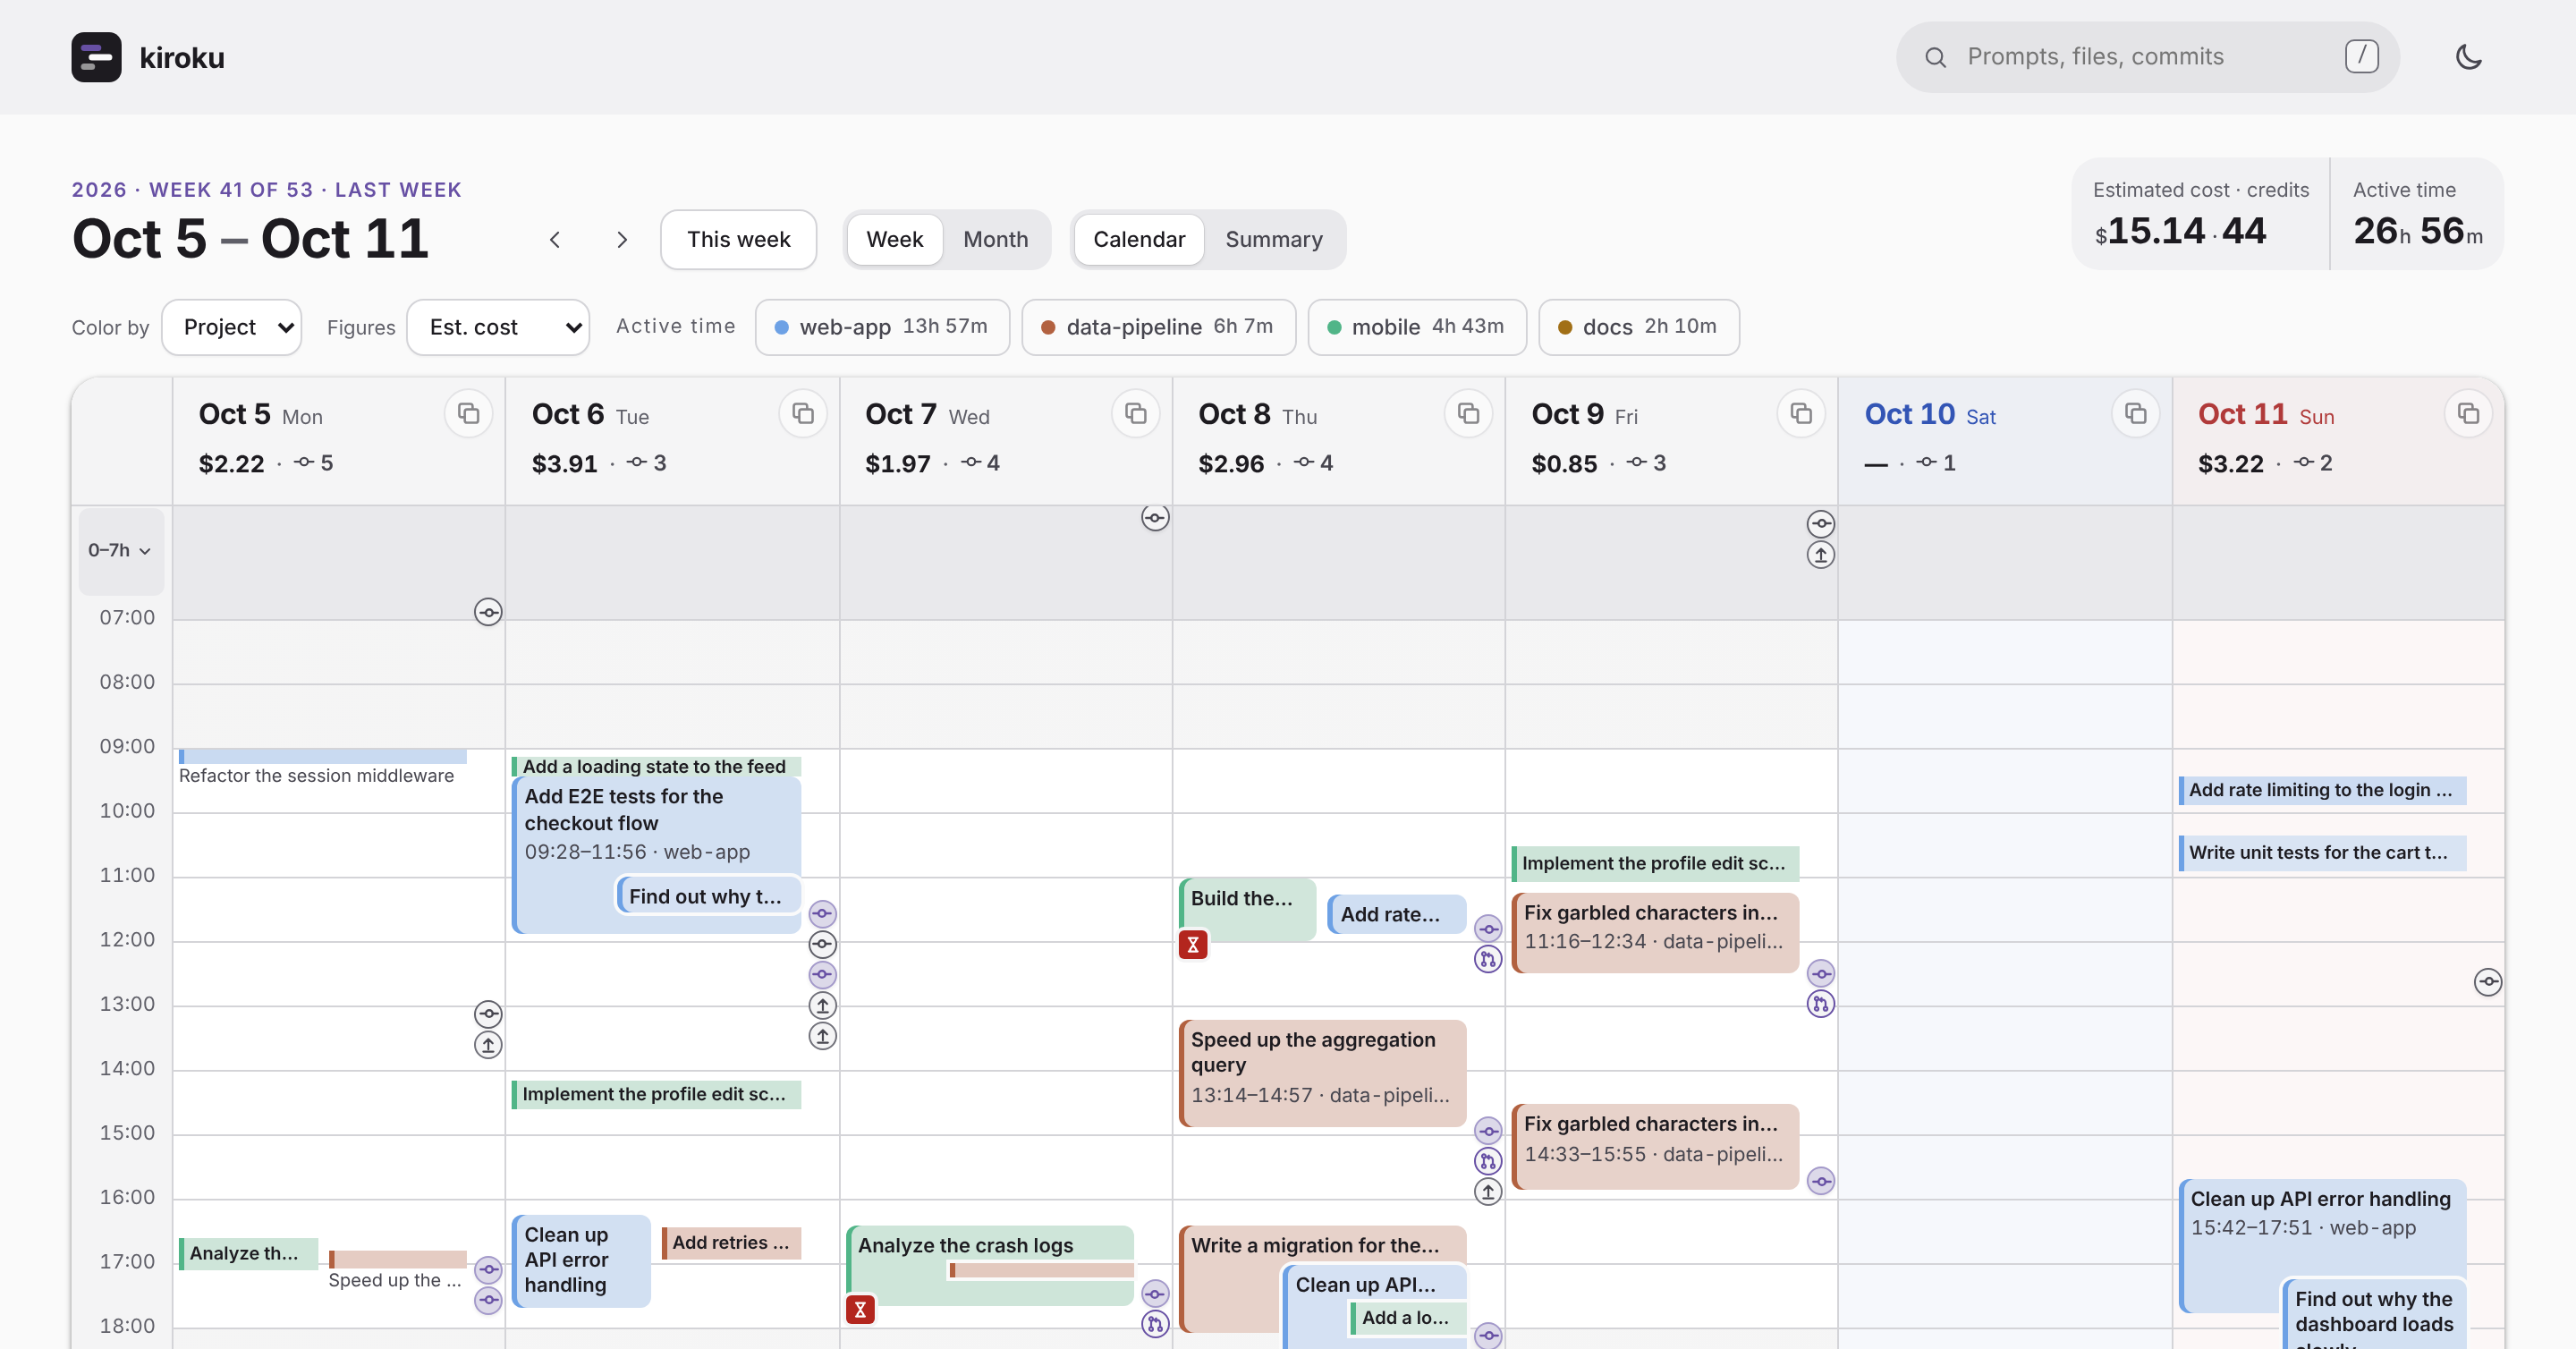 kiroku
Prompts, files, commits
/
2026 · WEEK 41 OF 53 · LAST WEEK
Oct 5 – Oct 11
This week
Week
Month
Calendar
Summary
Estimated cost · credits
$15.14 · 44
Active time
26h 56m
Color by
Project
Figures
Est. cost
Active time
web-app 13h 57m
data-pipeline 6h 7m
mobile 4h 43m
docs 2h 10m
Oct 5 Mon
$2.22 · 5
Oct 6 Tue
$3.91 · 3
Oct 7 Wed
$1.97 · 4
Oct 8 Thu
$2.96 · 4
Oct 9 Fri
$0.85 · 3
Oct 10 Sat
— · 1
Oct 11 Sun
$3.22 · 2
0–7h
07:00
08:00
09:00
10:00
11:00
12:00
13:00
14:00
15:00
16:00
17:00
18:00
Refactor the session middleware
Analyze th...
Speed up the ...
Add a loading state to the feed
Add E2E tests for the
checkout flow
09:28–11:56 · web-app
Find out why t...
Implement the profile edit sc...
Clean up
API error
handling
Add retries ...
Analyze the crash logs
Build the...
Add rate...
Speed up the aggregation
query
13:14–14:57 · data-pipeli...
Write a migration for the...
Clean up API...
Add a lo...
Implement the profile edit sc...
Fix garbled characters in...
11:16–12:34 · data-pipeli...
Fix garbled characters in...
14:33–15:55 · data-pipeli...
Add rate limiting to the login ...
Write unit tests for the cart t...
Clean up API error handling
15:42–17:51 · web-app
Find out why the
dashboard loads